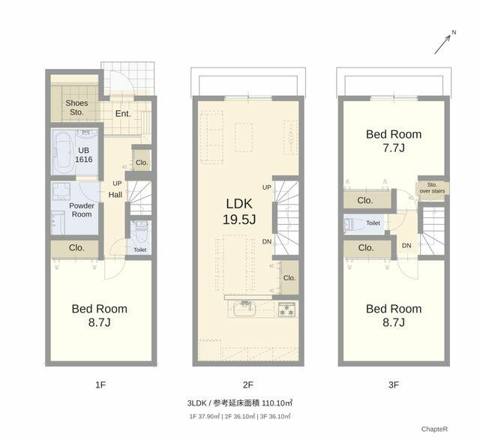 N
Shoes
Sto.
Ent.
UB
1616
Clo.
UP
Hall
Powder
Room
Toilet
Clo.
Bed Room
8.7J
1F
LDK
19.5J
UP
DN
Clo.
2F
Bed Room
7.7J
Sto.
over stairs
Clo.
Toilet
Clo.
DN
Bed Room
8.7J
3F
3LDK / 参考延床面積 110.10㎡
1F 37.90㎡ | 2F 36.10㎡ | 3F 36.10㎡
ChapteR